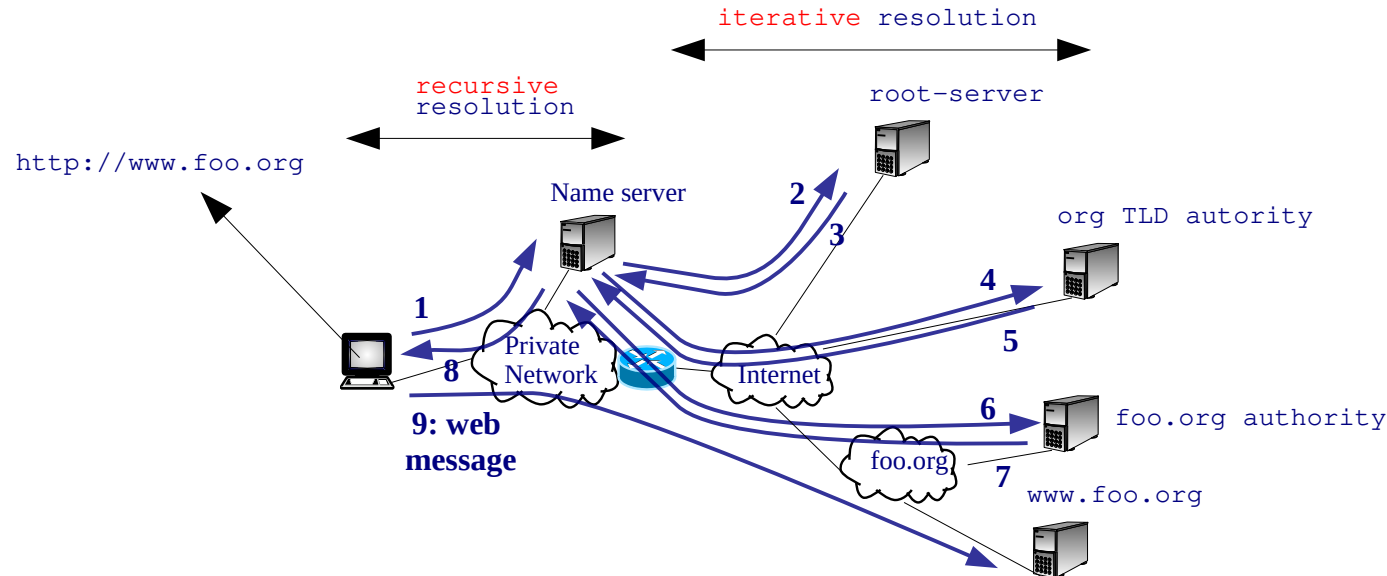 iterative resolution
recursive
resolution
root-server
http://www.foo.org
Name server
2
3
org TLD autority
1
4
5
Private
Network
8
Internet
9: web
message
6
foo.org authority
foo.org
7
www.foo.org